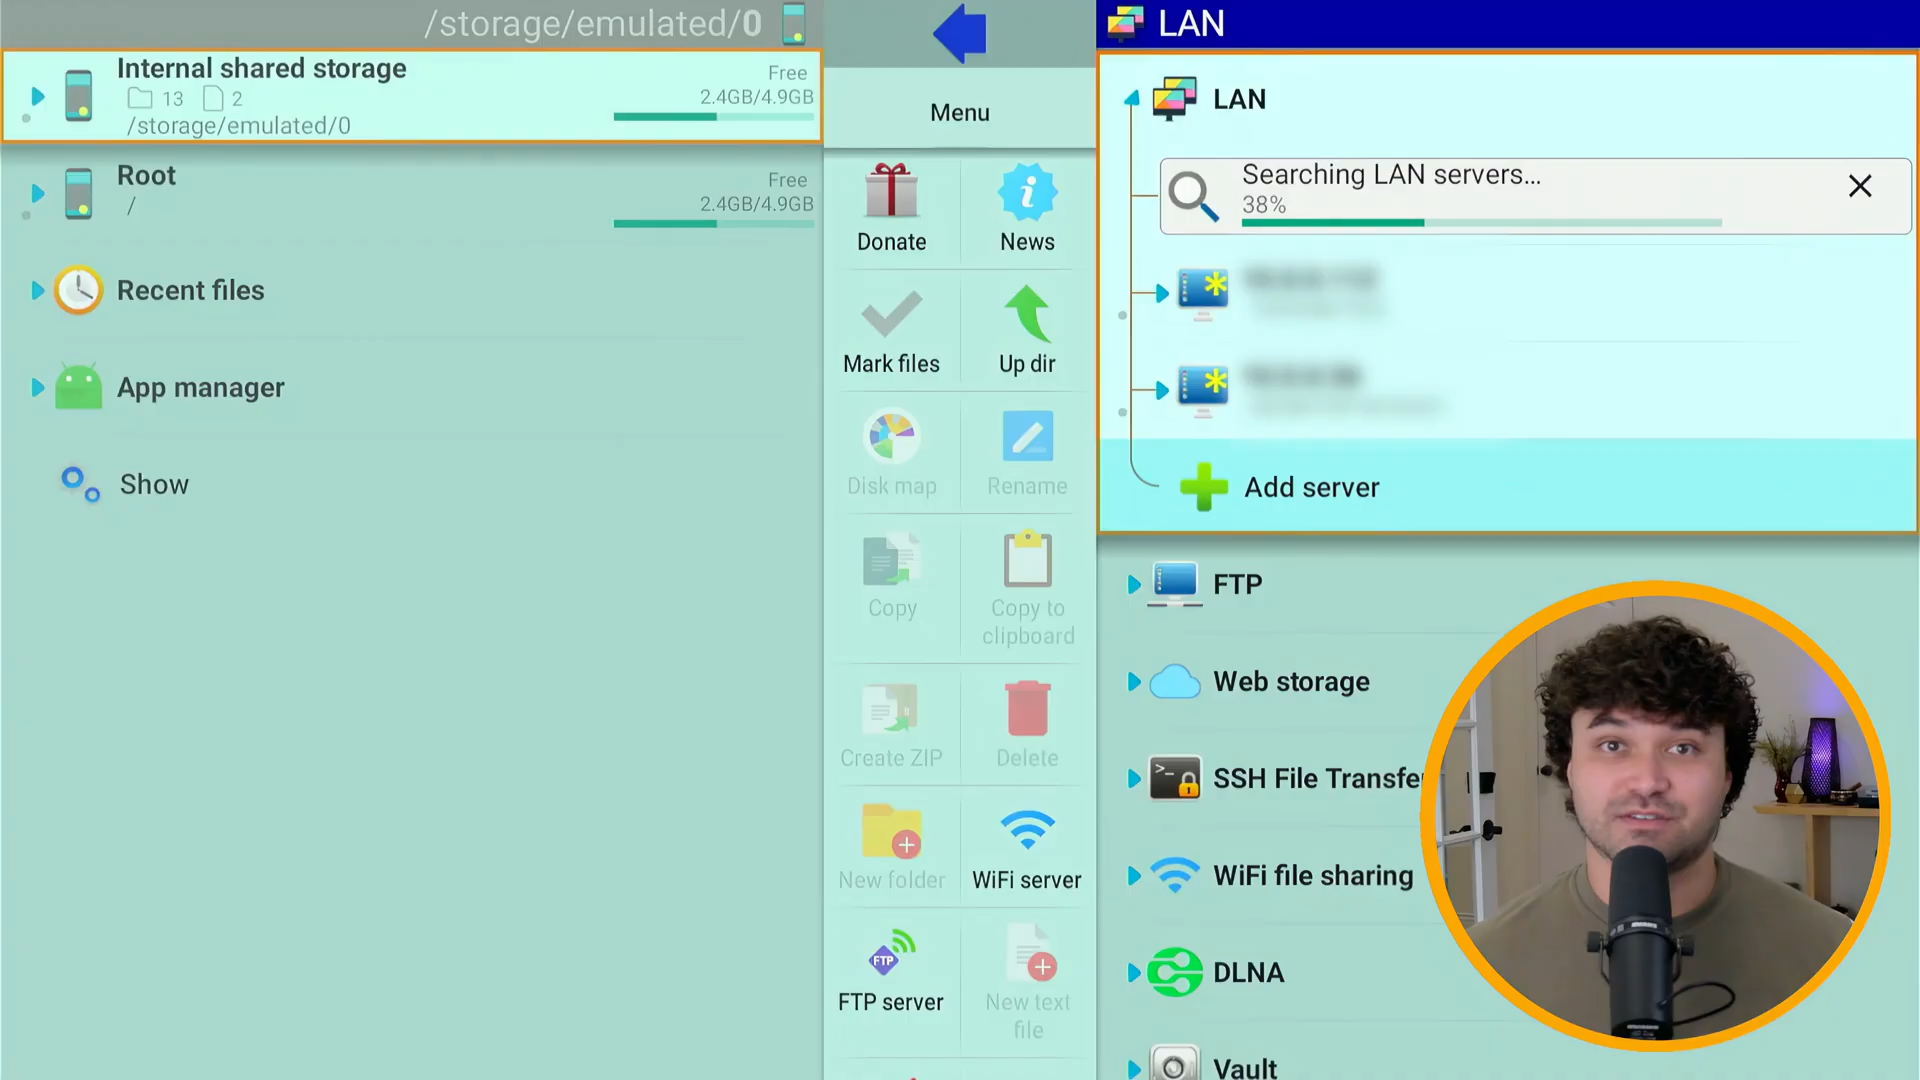 /storage/emulated/0
Internal shared storage
13 2
/storage/emulated/0
Free
2.4GB/4.9GB
Root
/
Free
2.4GB/4.9GB
Recent files
App manager
Show
Menu
Donate
News
Mark files
Up dir
Disk map
Rename
Copy
Copy to
clipboard
Create ZIP
Delete
New folder
WiFi server
FTP
FTP server
New text
file
LAN
LAN
Searching LAN servers...
38%
Add server
FTP
Web storage
SSH File Transfer
WiFi file sharing
DLNA
Vault